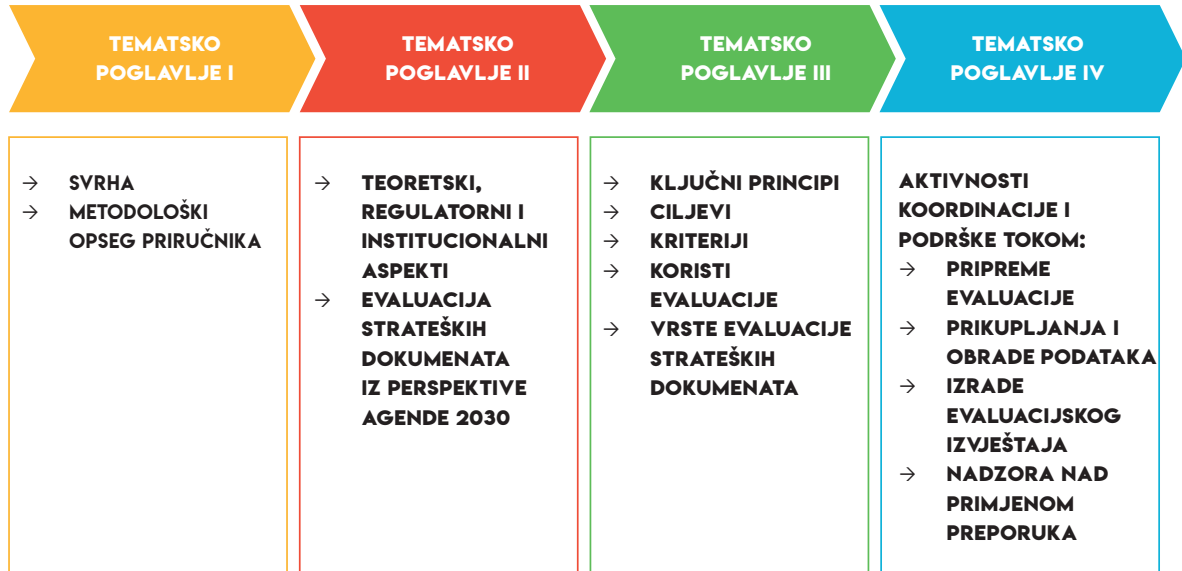 TEMATSKO
POGLAVLJE I
TEMATSKO
POGLAVLJE II
TEMATSKO
POGLAVLJE III
TEMATSKO
POGLAVLJE IV
→ SVRHA
→ METODOLOŠKI
OPSEG PRIRUČNIKA
→ TEORETSKI,
REGULATORNI I
INSTITUCIONALNI
ASPEKTI
→ EVALUACIJA
STRATEŠKIH
DOKUMENATA
IZ PERSPEKTIVE
AGENDE 2030
→ KLJUČNI PRINCIPI
→ CILJEVI
→ KRITERIJI
→ KORISTI
EVALUACIJE
→ VRSTE EVALUACIJE
STRATEŠKIH
DOKUMENATA
AKTIVNOSTI
KOORDINACIJE I
PODRŠKE TOKOM:
→ PRIPREME
EVALUACIJE
→ PRIKUPLJANJA I
OBRADE PODATAKA
→ IZRADE
EVALUACIJSKOG
IZVJEŠTAJA
→ NADZORA NAD
PRIMJENOM
PREPORUKA